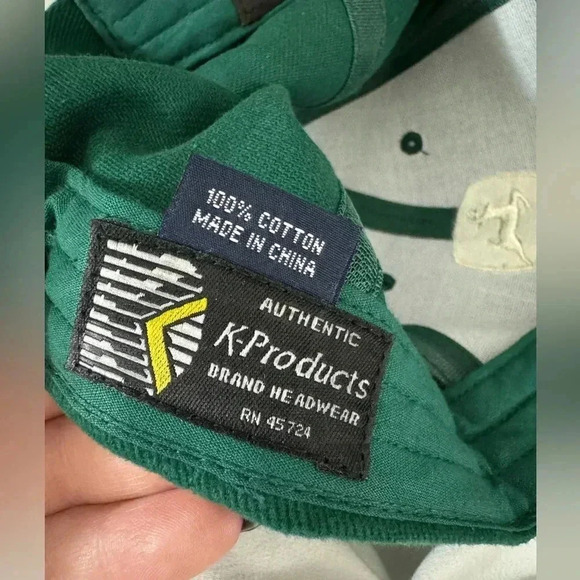 100% COTTON
MADE IN CHINA
AUTHENTIC
K-Products
BRAND HEADWEAR
RN 45724